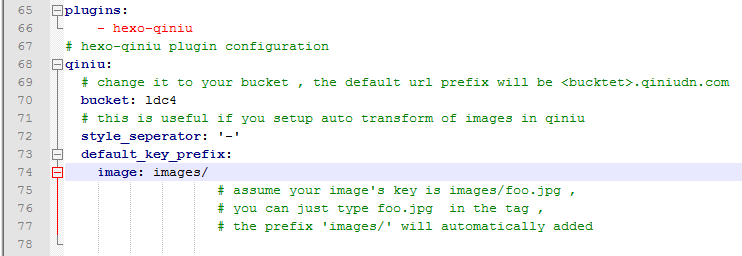 65 plugins:
66 - hexo-qiniu
67 # hexo-qiniu plugin configuration
68 qiniu:
69 # change it to your bucket , the default url prefix will be <bucktet>.qiniudn.com
70 bucket: ldc4
71 # this is useful if you setup auto transform of images in qiniu
72 style_seperator: '-'
73 default_key_prefix:
74 image: images/
75 # assume your image's key is images/foo.jpg ,
76 # you can just type foo.jpg  in the tag ,
77 # the prefix 'images/' will automatically added
78